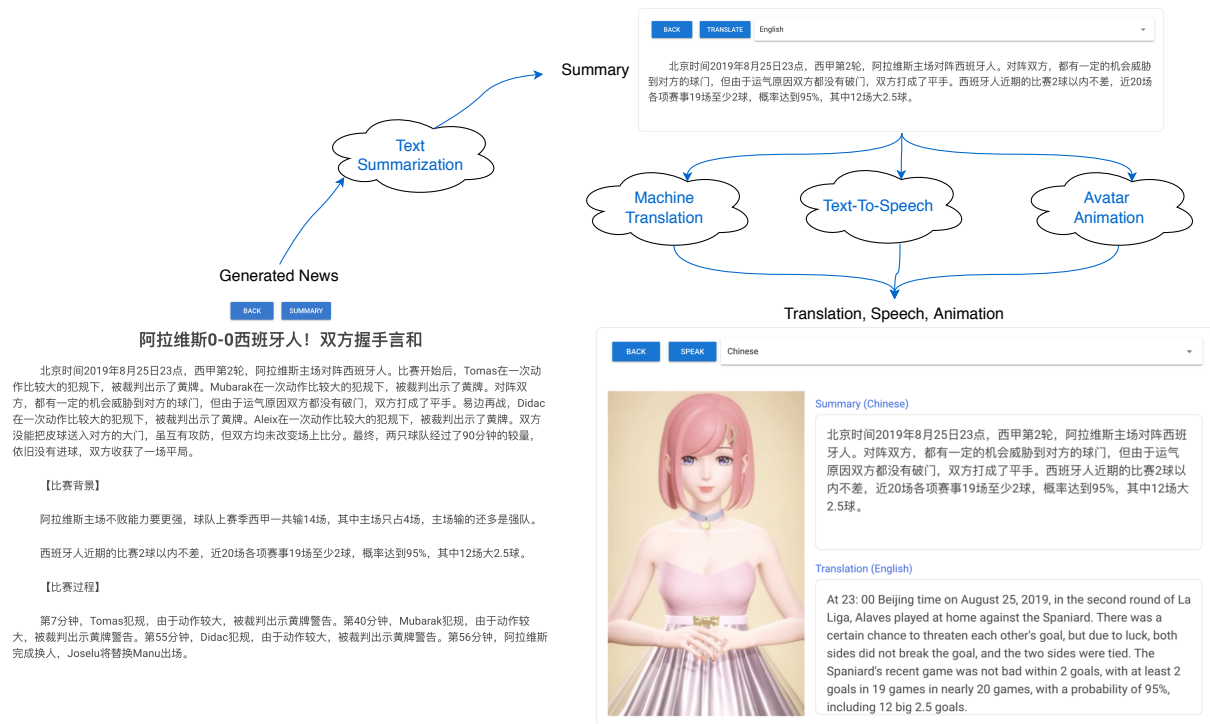 Summary
BACK
TRANSLATE
English
北京时间2019年8月25日23点，西甲第2轮，阿拉维斯主场对阵西班牙人。对阵双方，都有一定的机会威胁
到对方的球门，但由于运气原因双方都没有破门，双方打成了平手。西班牙人近期的比赛2球以内不差，近20场
各项赛事19场至少2球，概率达到95%，其中12场大2.5球。
Text
Summarization
Machine
Translation
Text-To-Speech
Avatar
Animation
Generated News
BACK
SUMMARY
阿拉维斯0-0西班牙人！双方握手言和
北京时间2019年8月25日23点，西甲第2轮，阿拉维斯主场对阵西班牙人。比赛开始后，Tomas在一次动
作比较大的犯规下，被裁判出示了黄牌。Mubarak在一次动作比较大的犯规下，被裁判出示了黄牌。对阵双
方，都有一定的机会威胁到对方的球门，但由于运气原因双方都没有破门，双方打成了平手。易边再战，Didac
在一次动作比较大的犯规下，被裁判出示了黄牌。Aleix在一次动作比较大的犯规下，被裁判出示了黄牌。双方
没能把皮球送入对方的大门，虽互有攻防，但双方均未改变场上比分。最终，两只球队经过了90分钟的较量，
依旧没有进球，双方收获了一场平局。
【比赛背景】
阿拉维斯主场不败能力要更强，球队上赛季西甲一共输14场，其中主场只占4场，主场输的还多是强队。
西班牙人近期的比赛2球以内不差，近20场各项赛事19场至少2球，概率达到95%，其中12场大2.5球。
【比赛过程】
第7分钟，Tomas犯规，由于动作较大，被裁判出示黄牌警告。第40分钟，Mubarak犯规，由于动作较
大，被裁判出示黄牌警告。第55分钟，Didac犯规，由于动作较大，被裁判出示黄牌警告。第56分钟，阿拉维斯
完成换人，Joselu将替换Manu出场。
Translation, Speech, Animation
BACK
SPEAK
Chinese
Summary (Chinese)
北京时间2019年8月25日23点，西甲第2轮，阿拉维斯主场对阵西班
牙人。对阵双方，都有一定的机会威胁到对方的球门，但由于运气
原因双方都没有破门，双方打成了平手。西班牙人近期的比赛2球以
内不差，近20场各项赛事19场至少2球，概率达到95%，其中12场大
2.5球。
Translation (English)
At 23: 00 Beijing time on August 25, 2019, in the second round of La
Liga, Alaves played at home against the Spaniard. There was a
certain chance to threaten each other's goal, but due to luck, both
sides did not break the goal, and the two sides were tied. The
Spaniard's recent game was not bad within 2 goals, with at least 2
goals in 19 games in nearly 20 games, with a probability of 95%,
including 12 big 2.5 goals.